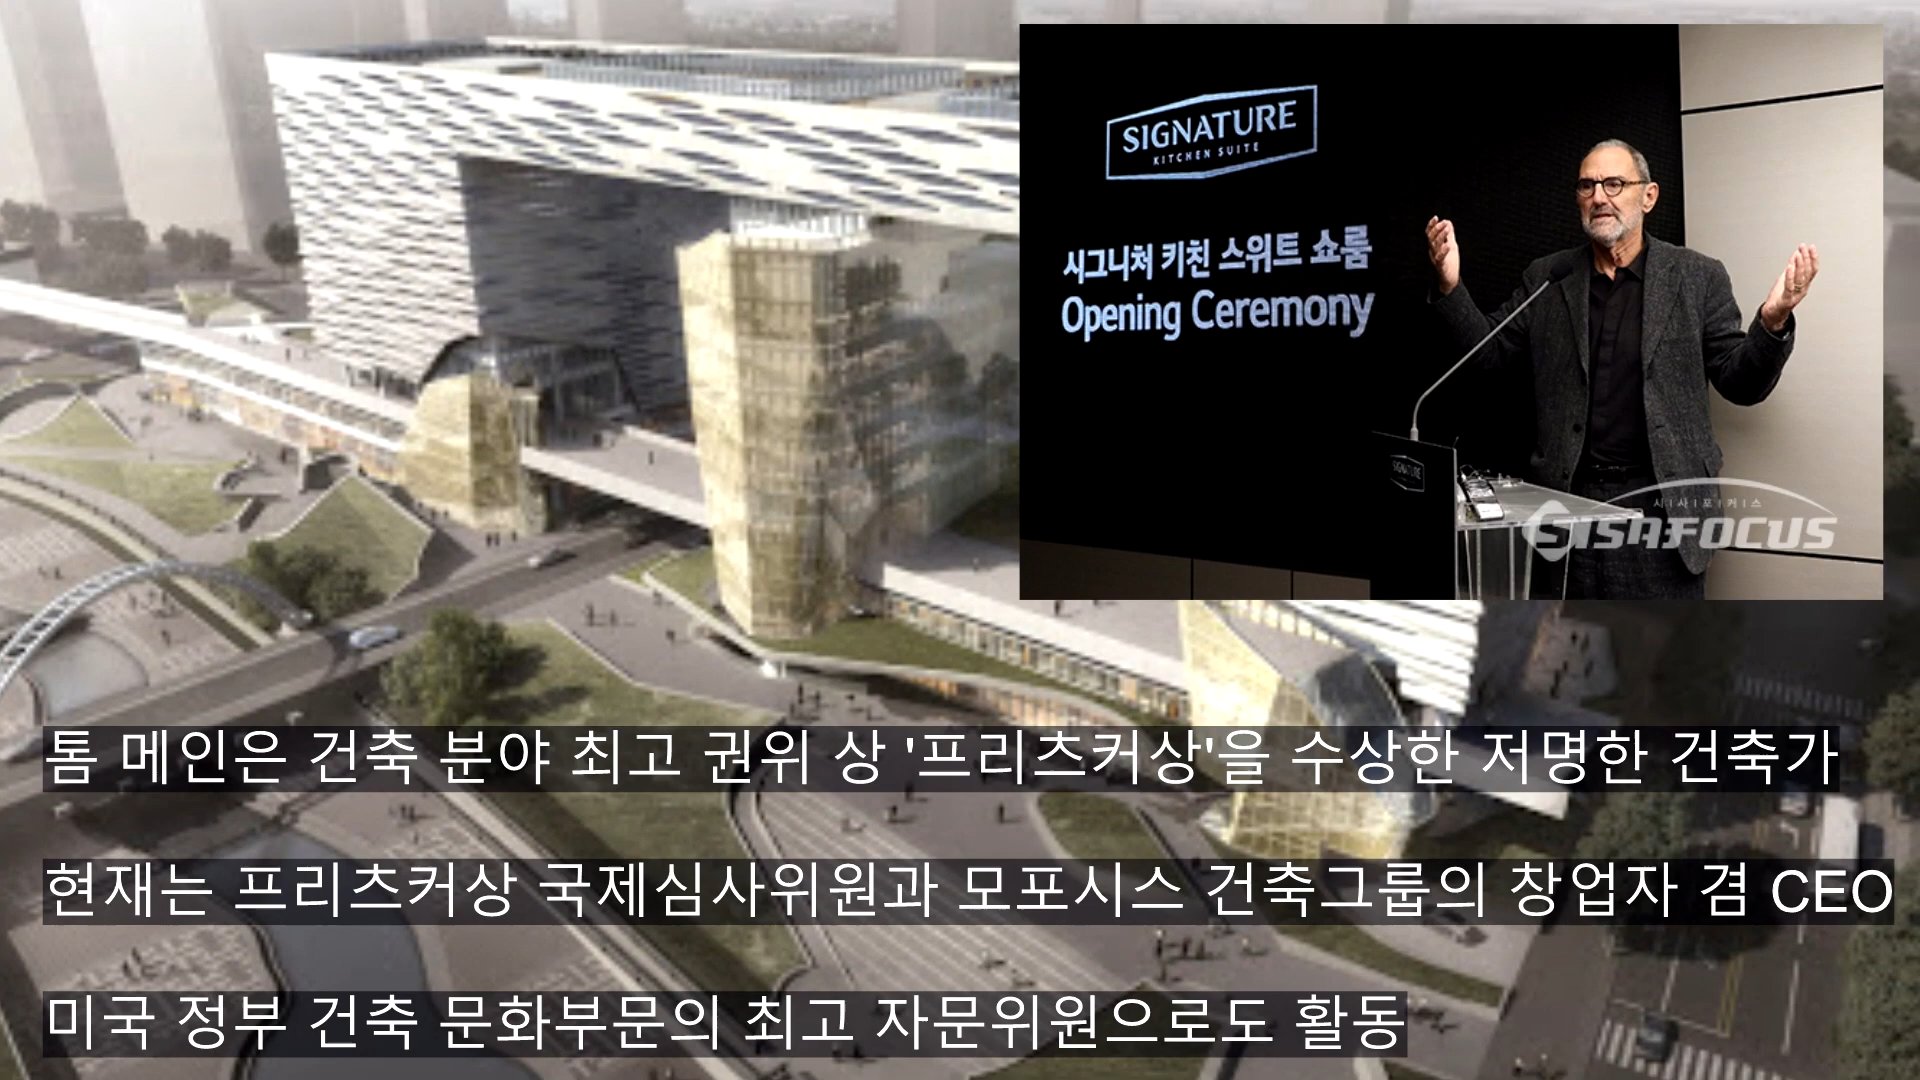 SIGNATURE
KITCHEN SUITE
시그니처 키친 스위트 쇼룸
Opening Ceremony
SIGNATURE
시사포커스
SISAFOCUS
톰 메인은 건축 분야 최고 권위 상 '프리츠커상'을 수상한 저명한 건축가
현재는 프리츠커상 국제심사위원과 모포시스 건축그룹의 창업자 겸 CEO
미국 정부 건축 문화부문의 최고 자문위원으로도 활동